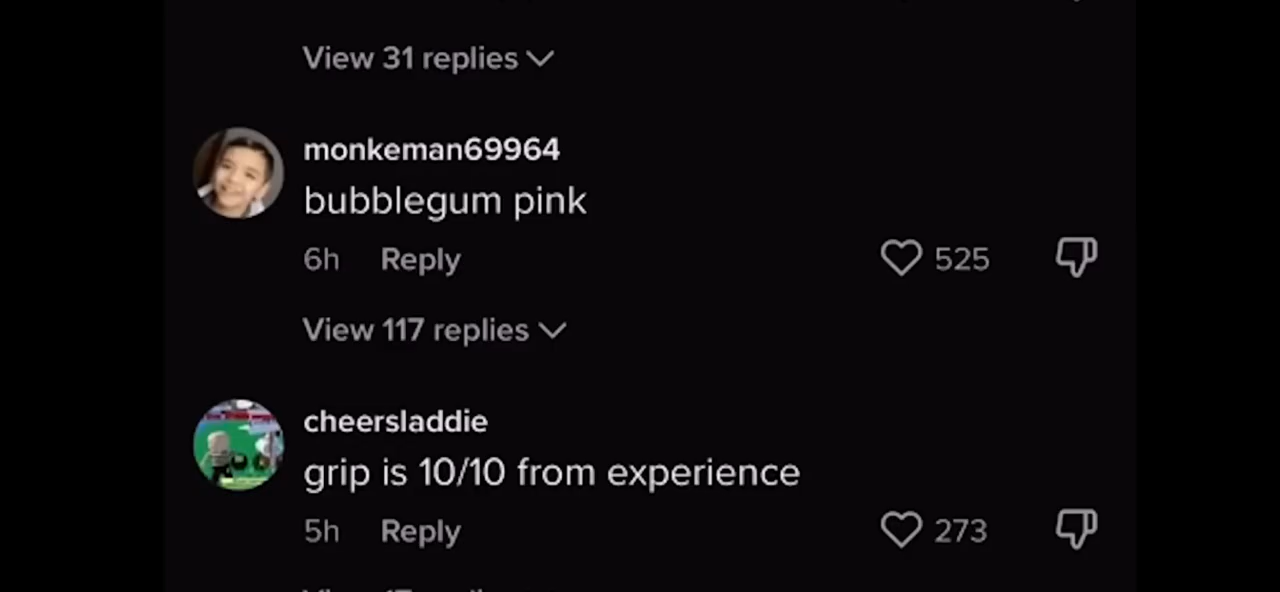 View 31 replies
monkeman69964
bubblegum pink
6h Reply
525
View 117 replies
cheersladdie
grip is 10/10 from experience
5h Reply
273